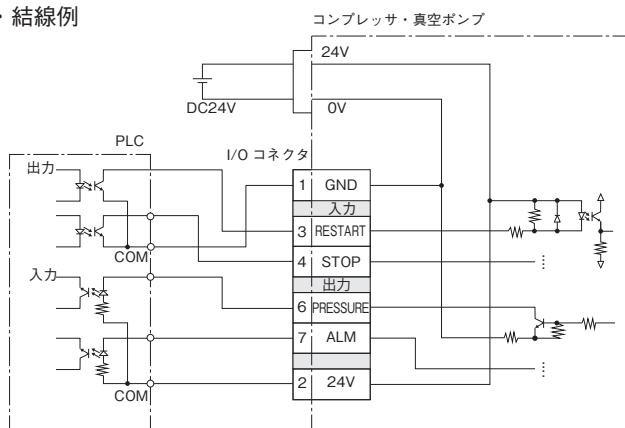 ・結線例
コンプレッサ・真空ポンプ
24V
DC24V
0V
PLC
I/O コネクタ
出力
1 GND
入力
3 RESTART
COM
4 STOP
入力
出力
6 PRESSURE
7 ALM
COM
2 24V